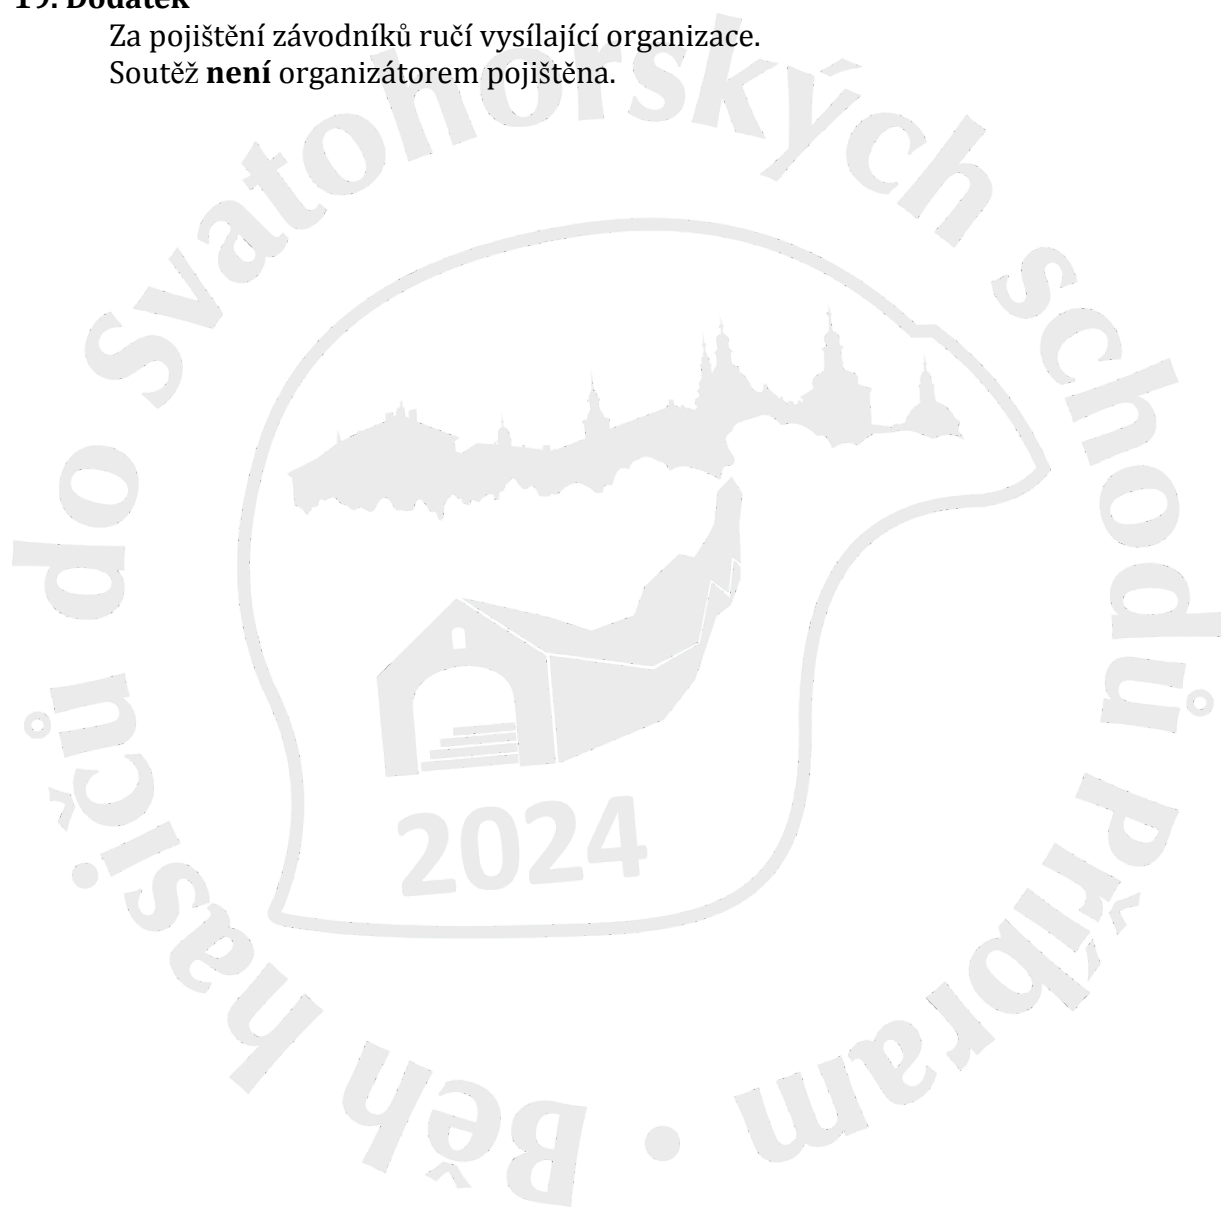 19. Dodatek
Za pojištění závodníků ručí vysílající organizace.
Soutěž není organizátorem pojištěna.
Běh hasičů do Svatohorských schodů Příbram •
2024